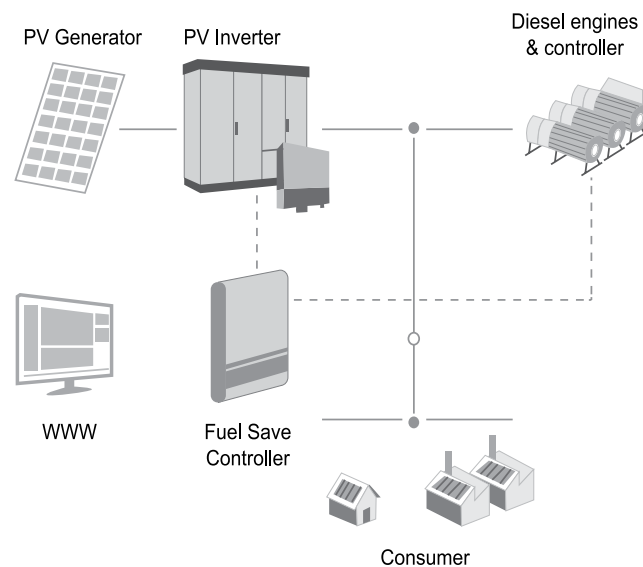 PV Generator
PV Inverter
Diesel engines
& controller
WWW
Fuel Save
Controller
Consumer